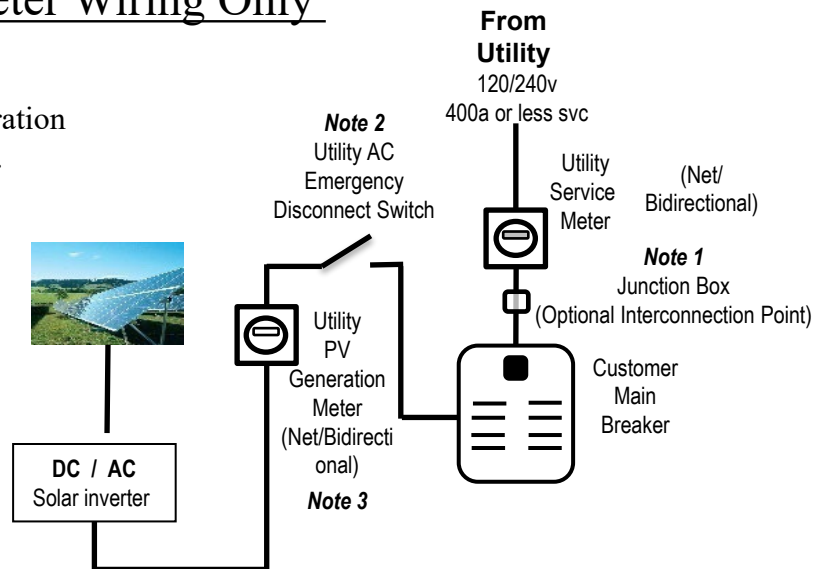 Wiring Only
From
Utility
120/240v
400a or less svc
Note 2
Utility AC
Emergency
Disconnect Switch
Utility
Service
Meter
(Net/
Bidirectional)
Note 1
Junction Box
(Optional Interconnection Point)
Utility
PV
Generation
Meter
(Net/Bidirecti
onal)
Note 3
Customer
Main
Breaker
DC / AC
Solar inverter